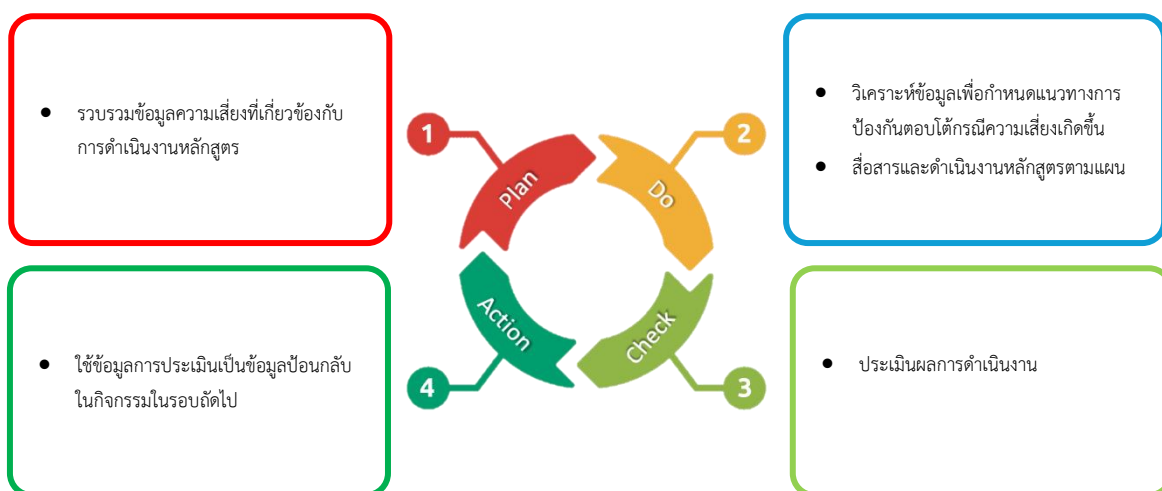 • รวบรวมข้อมูลความเสี่ยงที่เกี่ยวข้องกับ
การดำเนินงานหลักสูตร
1
Plan
2
Do
• วิเคราะห์ข้อมูลเพื่อกำหนดแนวทางการ
ป้องกันตอบโต้กรณีความเสี่ยงเกิดขึ้น
• สื่อสารและดำเนินงานหลักสูตรตามแผน
• ใช้ข้อมูลการประเมินเป็นข้อมูลป้อนกลับ
ในกิจกรรมในรอบถัดไป
Action
4
Check
3
• ประเมินผลการดำเนินงาน